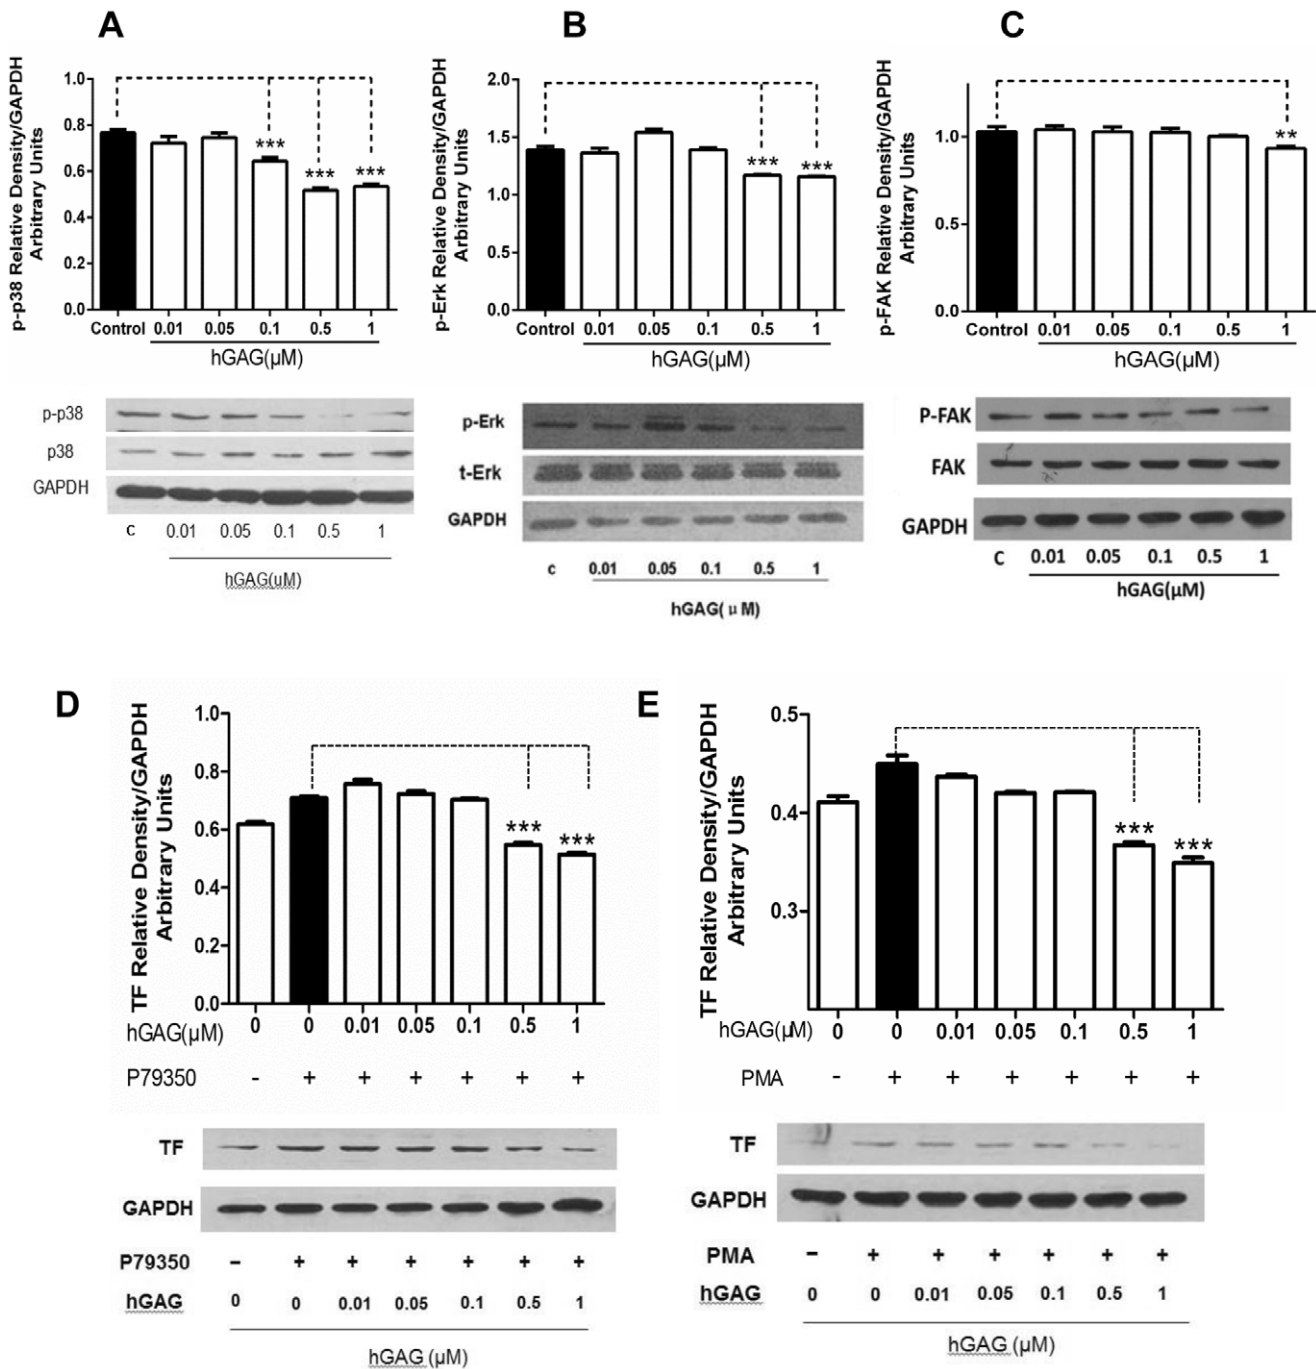 A
B
C
p-p38 Relative Density/GAPDH
Arbitrary Units
1.0
0.8
0.6
0.4
0.2
0.0
***
***
***
Control 0.01 0.05 0.1 0.5 1
hGAG(µM)
p-Erk Relative Density/GAPDH
Arbitrary Units
2.0
1.5
1.0
0.5
0.0
***
***
Control 0.01 0.05 0.1 0.5 1
hGAG(µM)
p-FAK Relative Density/GAPDH
Arbitrary Units
1.0
0.5
0.0
**
Control 0.01 0.05 0.1 0.5 1
hGAG(µM)
p-p38
p38
GAPDH
c 0.01 0.05 0.1 0.5 1
hGAG(uM)
p-Erk
t-Erk
GAPDH
c 0.01 0.05 0.1 0.5 1
hGAG( µ M)
P-FAK
FAK
GAPDH
C 0.01 0.05 0.1 0.5 1
hGAG(µM)
D
TF Relative Density/GAPDH
Arbitrary Units
1.0
0.8
0.6
0.4
0.2
0.0
***
***
hGAG(µM) 0 0 0.01 0.05 0.1 0.5 1
P79350 - + + + + + +
E
TF Relative Density/GAPDH
Arbitrary Units
0.5
0.4
0.3
***
***
hGAG(µM) 0 0 0.01 0.05 0.1 0.5 1
PMA - + + + + + +
TF
GAPDH
P79350 – + + + + + +
hGAG 0 0 0.01 0.05 0.1 0.5 1
hGAG (µM)
TF
GAPDH
PMA – + + + + + +
hGAG 0 0 0.01 0.05 0.1 0.5 1
hGAG (µM)